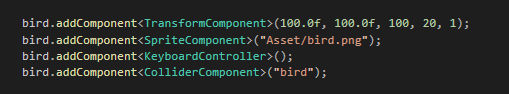 bird.addComponent<TransformComponent>(100.0f, 100.0f, 100, 20, 1);
bird.addComponent<SpriteComponent>("Asset/bird.png");
bird.addComponent<KeyboardController>();
bird.addComponent<ColliderComponent>("bird");